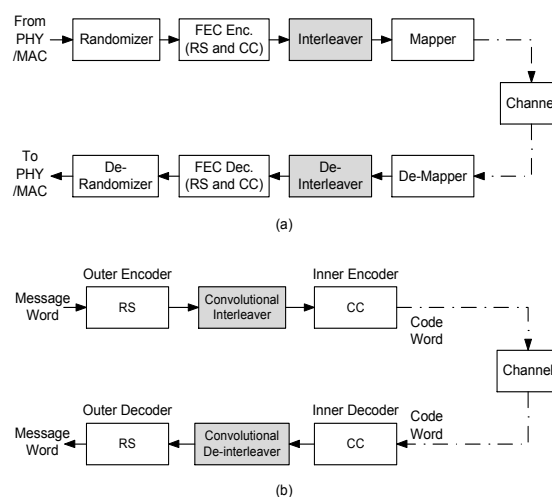 From
PHY
/MAC
Randomizer
FEC Enc.
(RS and CC)
Interleaver
Mapper
Channel
To
PHY
/MAC
De-
Randomizer
FEC Dec.
(RS and CC)
De-
Interleaver
De-Mapper
(a)
Outer Encoder
Inner Encoder
Message
Word
RS
Convolutional
Interleaver
CC
Code
Word
Channel
Outer Decoder
Inner Decoder
Code
Word
Message
Word
RS
Convolutional
De-interleaver
CC
(b)